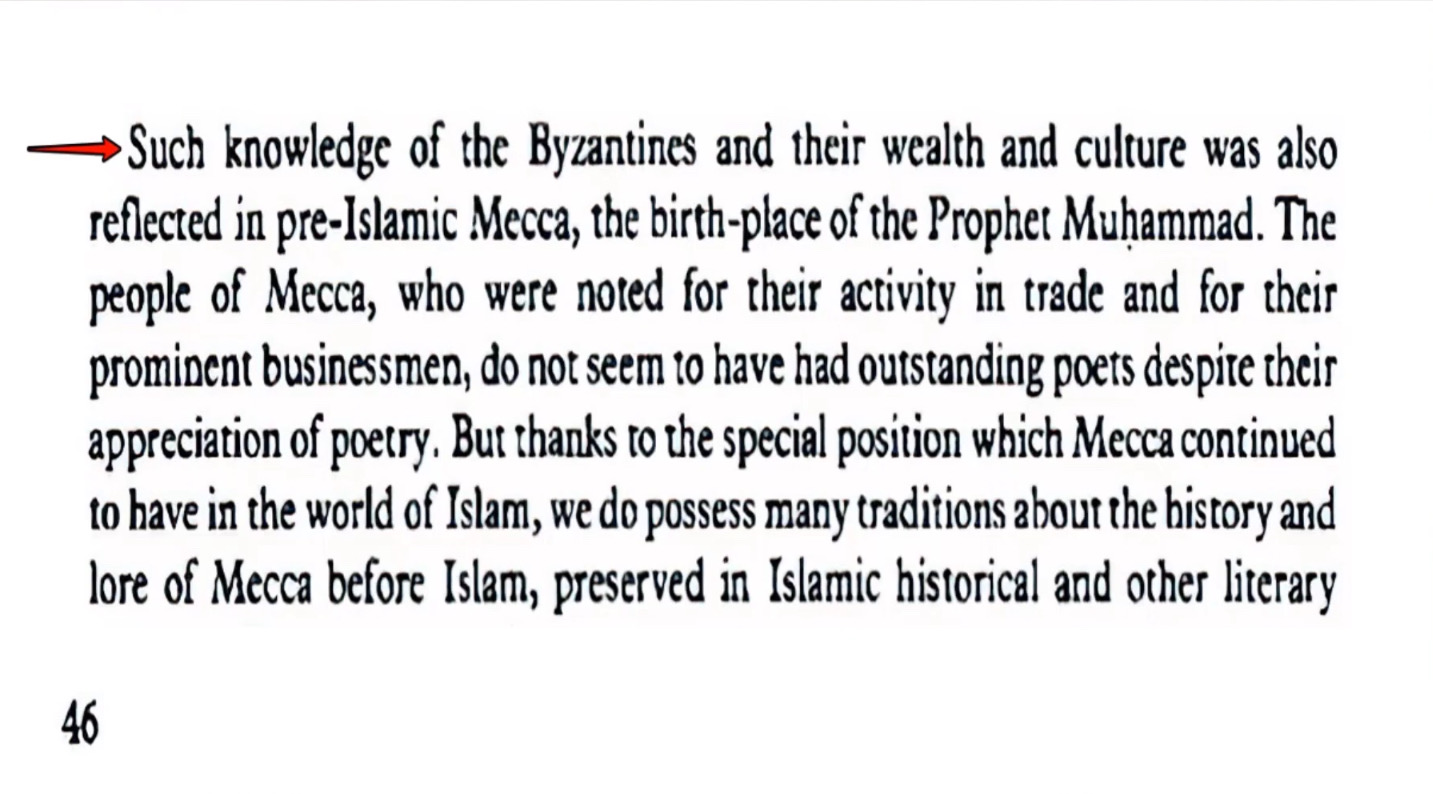 Such knowledge of the Byzantines and their wealth and culture was also
reflected in pre-Islamic Mecca, the birth-place of the Prophet Muḥammad. The
people of Mecca, who were noted for their activity in trade and for their
prominent businessmen, do not seem to have had outstanding poets despite their
appreciation of poetry. But thanks to the special position which Mecca continued
to have in the world of Islam, we do possess many traditions about the history and
lore of Mecca before Islam, preserved in Islamic historical and other literary
46